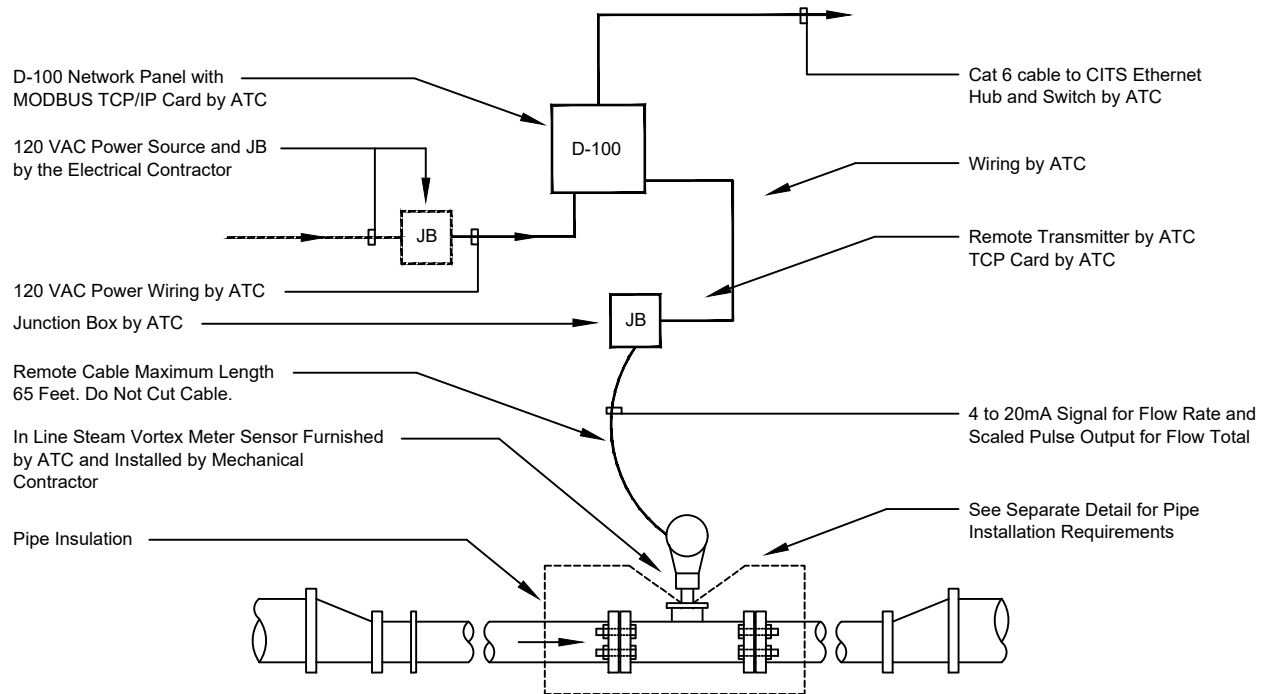 D-100 Network Panel with
MODBUS TCP/IP Card by ATC
120 VAC Power Source and JB
by the Electrical Contractor
JB
120 VAC Power Wiring by ATC
Junction Box by ATC
Remote Cable Maximum Length
65 Feet. Do Not Cut Cable.
In Line Steam Vortex Meter Sensor Furnished
by ATC and Installed by Mechanical
Contractor
Pipe Insulation
D-100
JB
Cat 6 cable to CITS Ethernet
Hub and Switch by ATC
Wiring by ATC
Remote Transmitter by ATC
TCP Card by ATC
4 to 20mA Signal for Flow Rate and
Scaled Pulse Output for Flow Total
See Separate Detail for Pipe
Installation Requirements